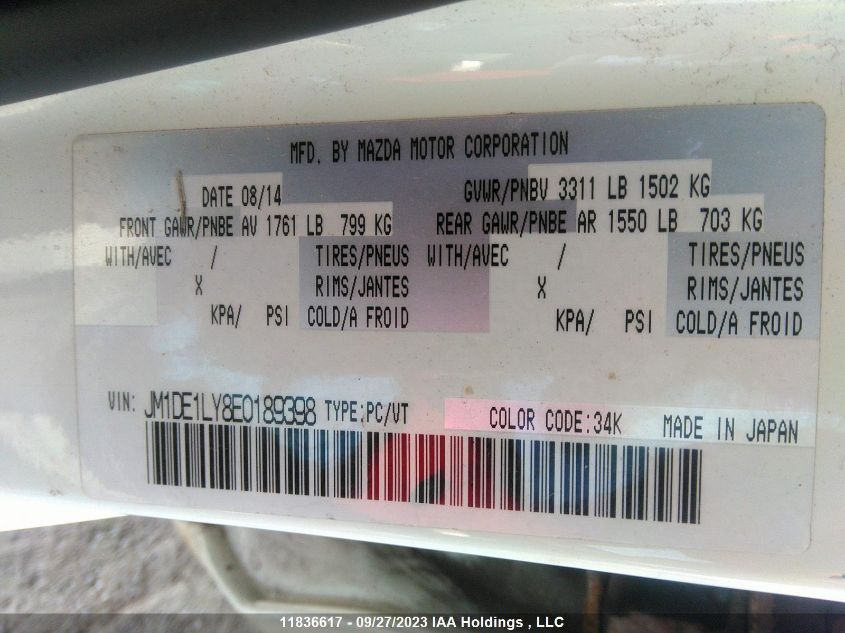 MFD. BY MAZDA MOTOR CORPORATION
DATE 08/14 GVWR/PNBV 3311 LB 1502 KG
FRONT GAWR/PNBE AV 1761 LB 799 KG REAR GAWR/PNBE AR 1550 LB 703 KG
WITH/AVEC / TIRES/PNEUS WITH/AVEC / TIRES/PNEUS
X RIMS/JANTES X RIMS/JANTES
KPA/ PSI COLD/A FROID KPA/ PSI COLD/A FROID
VIN: JM1DE1LY8E0189398 TYPE:PC/VT COLOR CODE:34K MADE IN JAPAN
11836617 - 09/27/2023 IAA Holdings , LLC